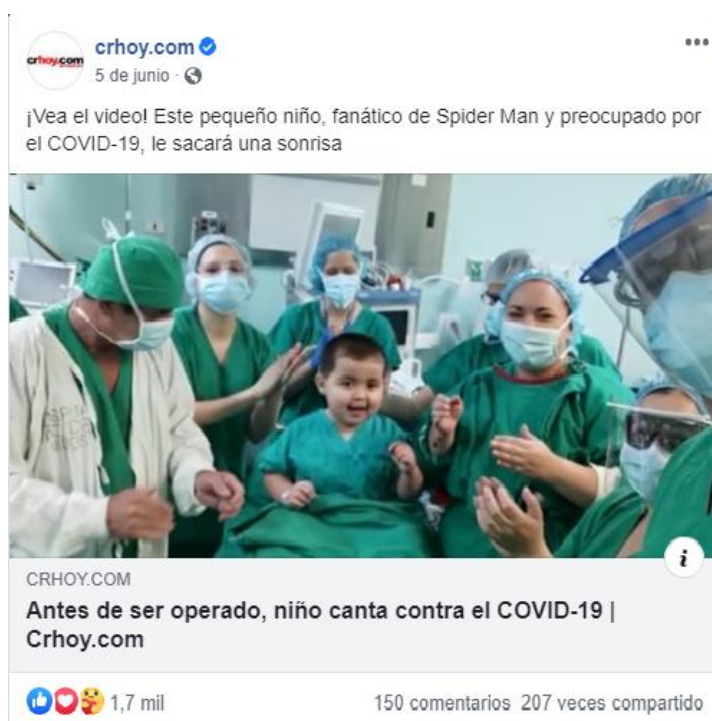 crhoy.com
crhoy.com
5 de junio ·
¡Vea el video! Este pequeño niño, fanático de Spider Man y preocupado por
el COVID-19, le sacará una sonrisa
CRHOY.COM
Antes de ser operado, niño canta contra el COVID-19 |
Crhoy.com
1,7 mil
150 comentarios 207 veces compartido